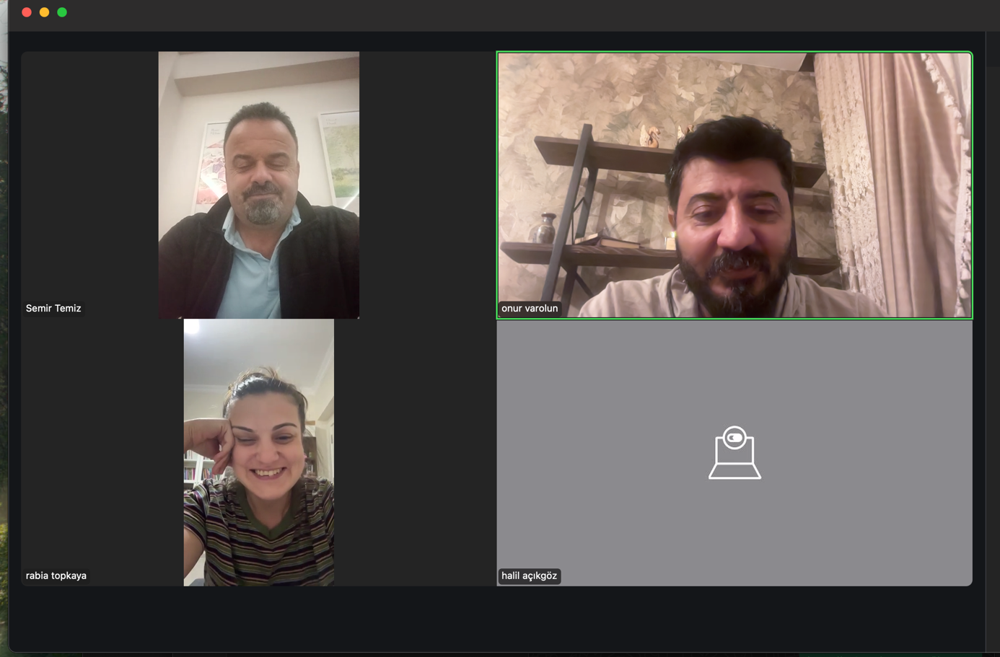 Semir Temiz
onur varolun
rabia topkaya
halil açıkgöz